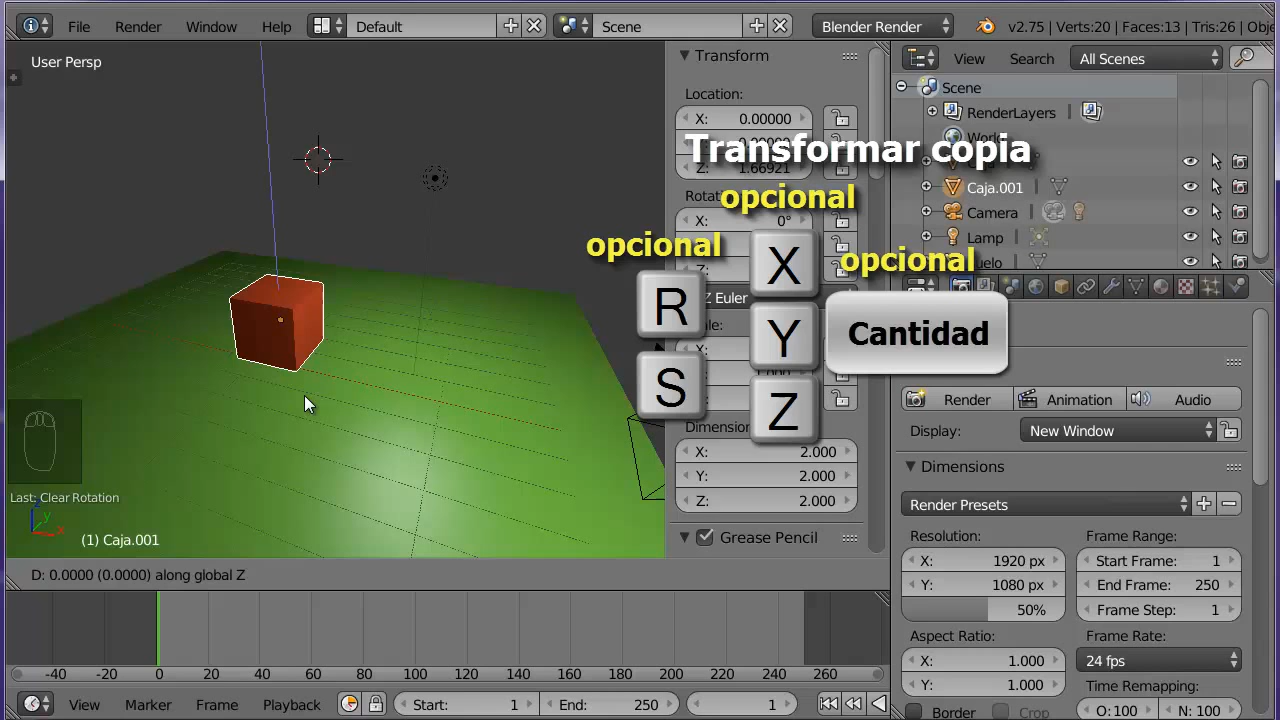 File Render Window Help Default Scene Blender Render v2.75 | Verts:20 | Faces:13 | Tris:26 | Obje
User Persp
Transform
View Search All Scenes
Location:
X: 0.00000
Z: 1.66921
Scene
RenderLayers
World
Caja.001
Camera
Lamp
Transformar copia
opcional
opcional
opcional
Rotati
X: 0°
R
S
X
Y
Z
Cantidad
Z Euler
X:
1.000
Dimension
X: 2.000
Y: 2.000
Z: 2.000
Grease Pencil
Render Animation Audio
Display: New Window
Dimensions
Render Presets
Resolution: Frame Range:
X: 1920 px Start Frame: 1
Y: 1080 px End Frame: 250
50% Frame Step: 1
Aspect Ratio: Frame Rate:
X: 1.000 24 fps
Y: 1.000 Time Remapping:
O: 100 N: 100
Border Crop
Last: Clear Rotation
z
y
x
(1) Caja.001
D: 0.0000 (0.0000) along global Z
-40 -20 0 20 40 60 80 100 120 140 160 180 200 220 240 260
View Marker Frame Playback Start: 1 End: 250 1